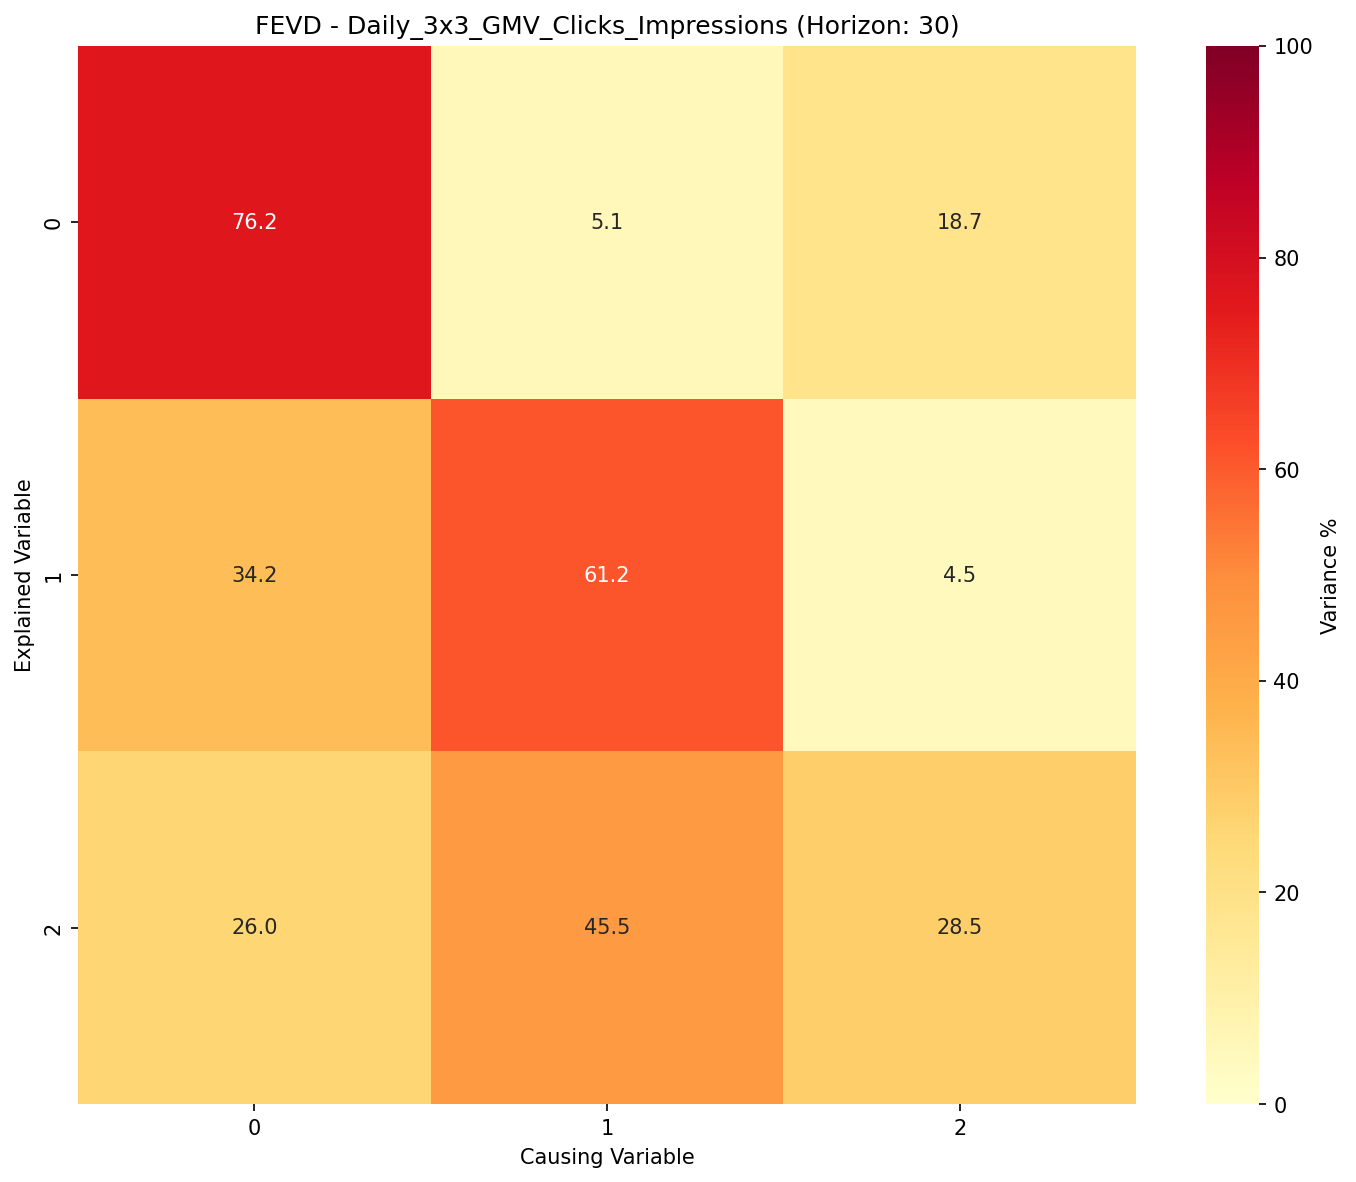 FEVD - Daily_3x3_GMV_Clicks_Impressions (Horizon: 30)
Explained Variable
0
76.2 5.1 18.7
1
34.2 61.2 4.5
2
26.0 45.5 28.5
0 1 2
Causing Variable
100
80
60
40
20
0
Variance %